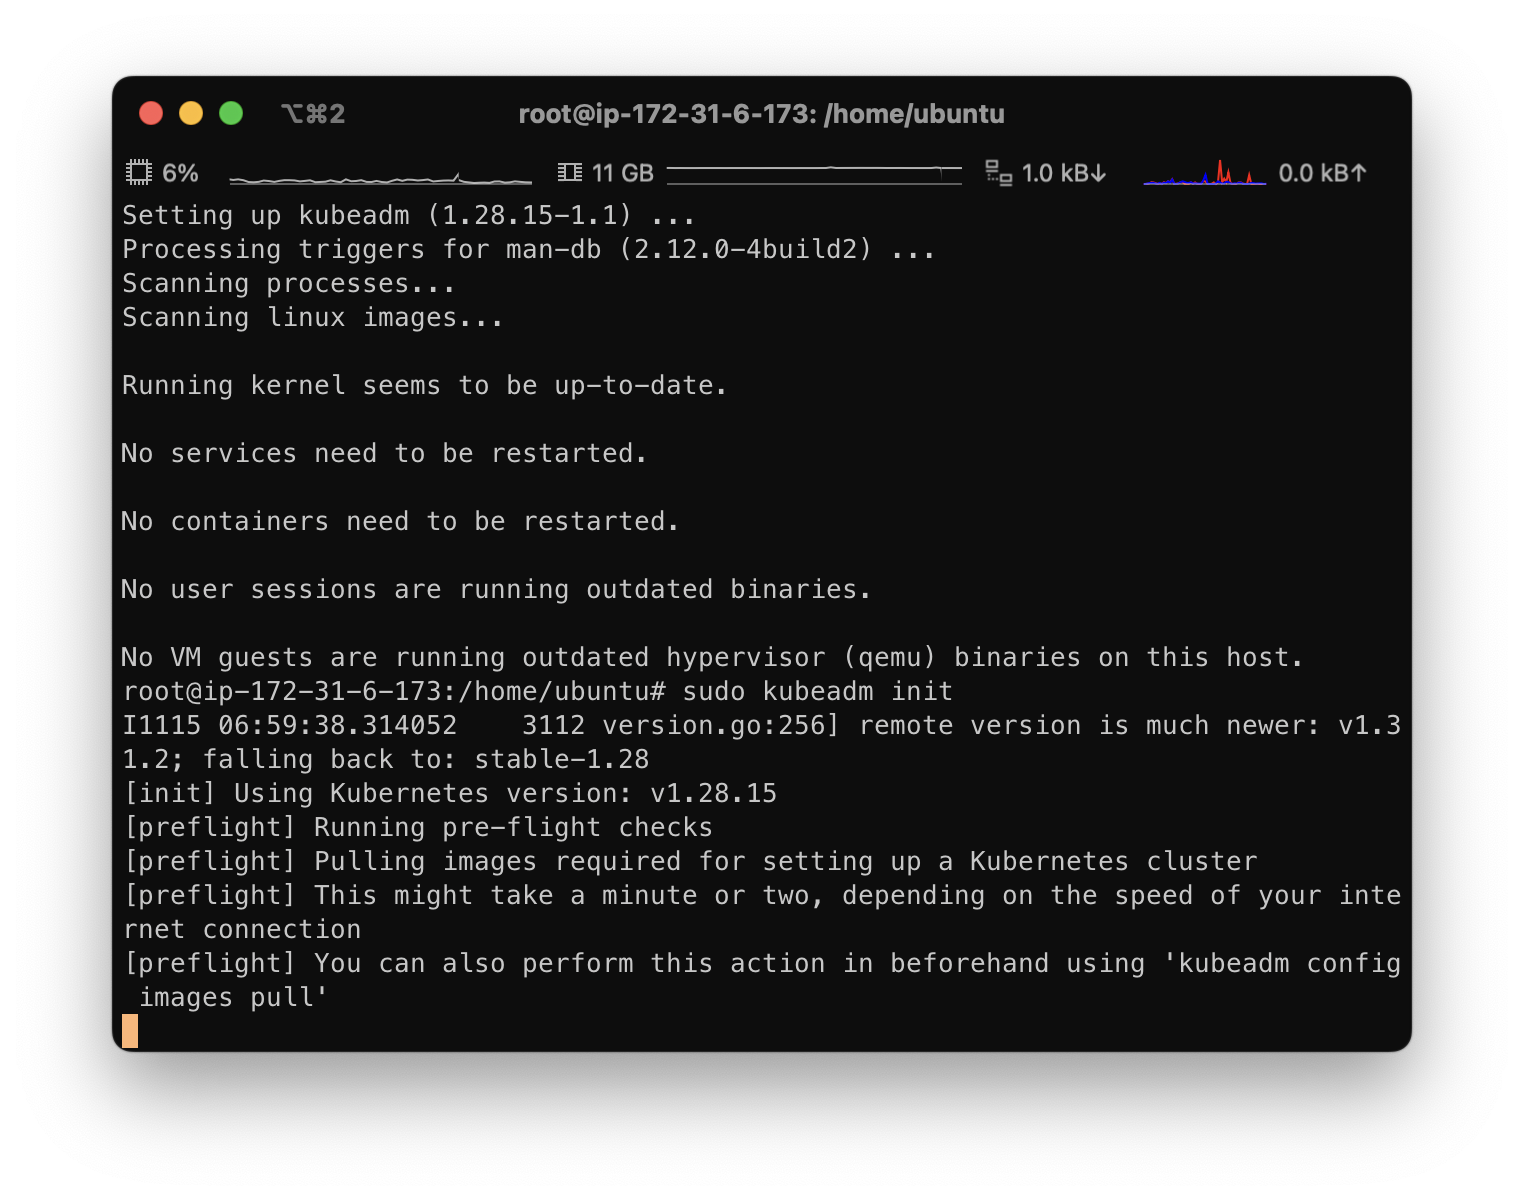 ⌥⌘2
root@ip-172-31-6-173: /home/ubuntu
6%
11 GB
1.0 kB↓
0.0 kB↑
Setting up kubeadm (1.28.15-1.1) ...
Processing triggers for man-db (2.12.0-4build2) ...
Scanning processes...
Scanning linux images...
Running kernel seems to be up-to-date.
No services need to be restarted.
No containers need to be restarted.
No user sessions are running outdated binaries.
No VM guests are running outdated hypervisor (qemu) binaries on this host.
root@ip-172-31-6-173:/home/ubuntu# sudo kubeadm init
I1115 06:59:38.314052    3112 version.go:256] remote version is much newer: v1.3
1.2; falling back to: stable-1.28
[init] Using Kubernetes version: v1.28.15
[preflight] Running pre-flight checks
[preflight] Pulling images required for setting up a Kubernetes cluster
[preflight] This might take a minute or two, depending on the speed of your inte
rnet connection
[preflight] You can also perform this action in beforehand using 'kubeadm config
 images pull'